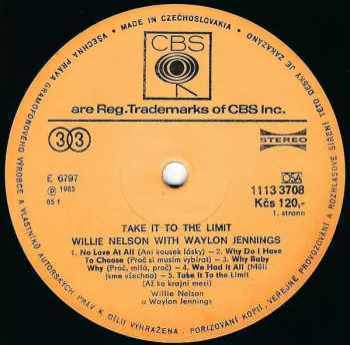 MADE IN CZECHOSLOVAKIA • VŠECHNA PRÁVA GRAMOFONOVÉHO VÝROBCE A VLASTNÍKŮ AUTORSKÝCH PRÁV K DÍLU VYHRAŽENA. POŘIZOVÁNÍ KOPIÍ, VEŘEJNÉ PROVOZOVÁNÍ A ROZHLASOVÉ ŠÍŘENÍ TÉTO DESKY JE ZAKÁZÁNO
CBS
are Reg. Trademarks of CBS Inc.
33
STEREO
E 6797
℗ 1983
85 1
OSA
1113 3708
Kčs 120,-
1. strana
TAKE IT TO THE LIMIT
WILLIE NELSON WITH WAYLON JENNINGS
1. No Love At All (Ani kousek lásky) - 2. Why Do I Have
To Choose (Proč si musím vybírat) - 3. Why Baby
Why (Proč, milá, proč) - 4. We Had It All (Měli
jsme všechno) - 5. Take It To the Limit
(Až ke krajní mezi)
Willie Nelson
a Waylon Jennings